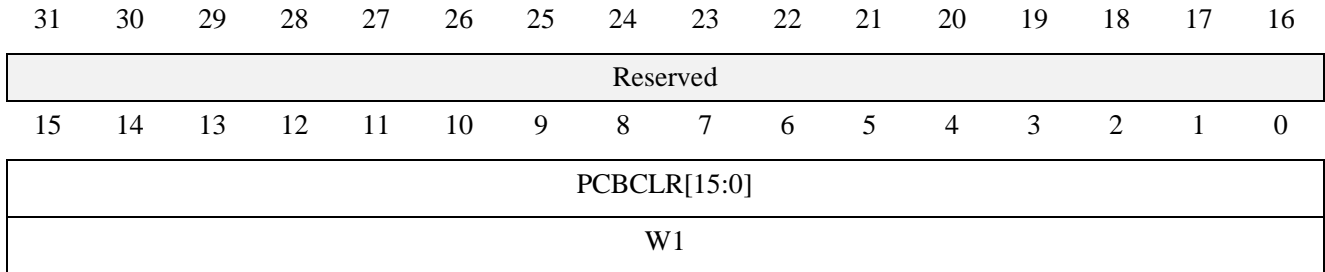 31 30 29 28 27 26 25 24 23 22 21 20 19 18 17 16
Reserved
15 14 13 12 11 10 9 8 7 6 5 4 3 2 1 0
PCBCLR[15:0]
W1